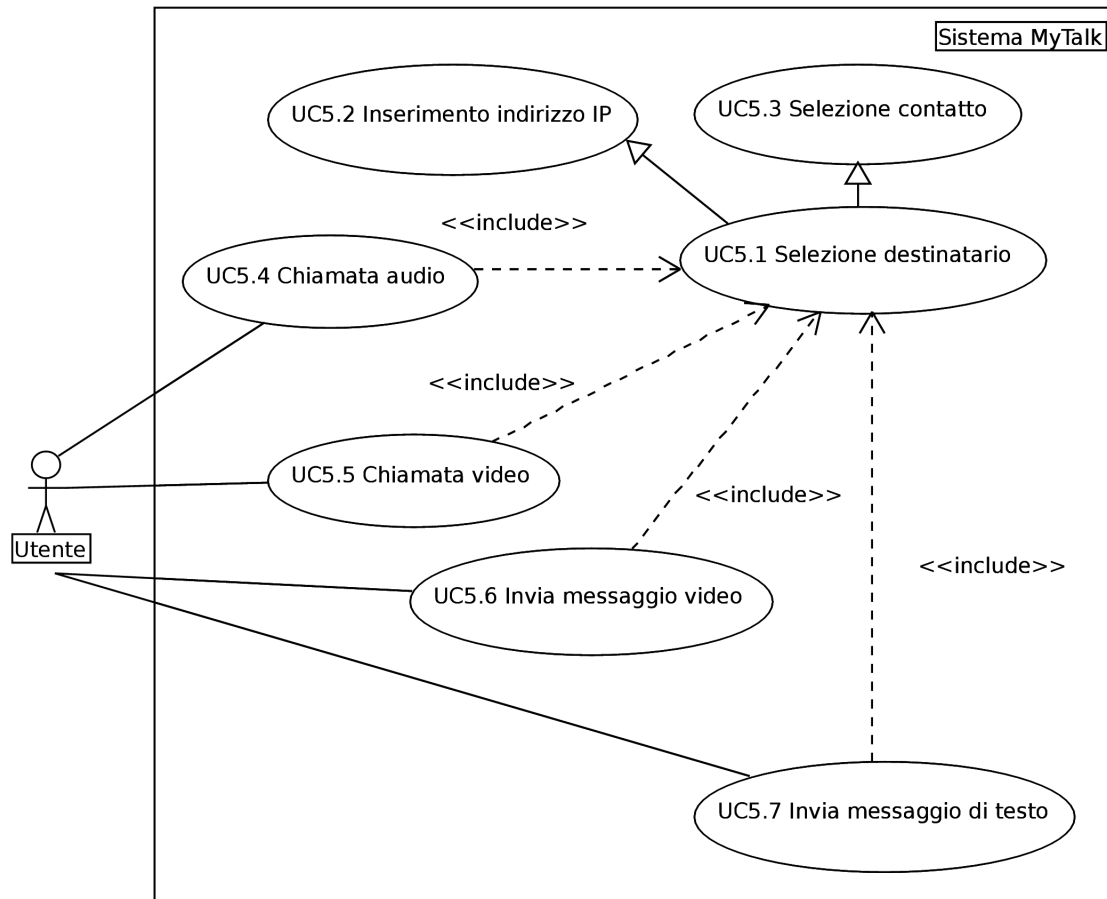 Sistema MyTalk
UC5.2 Inserimento indirizzo IP
UC5.3 Selezione contatto
<<include>>
UC5.1 Selezione destinatario
UC5.4 Chiamata audio
<<include>>
UC5.5 Chiamata video
<<include>>
Utente
<<include>>
UC5.6 Invia messaggio video
UC5.7 Invia messaggio di testo